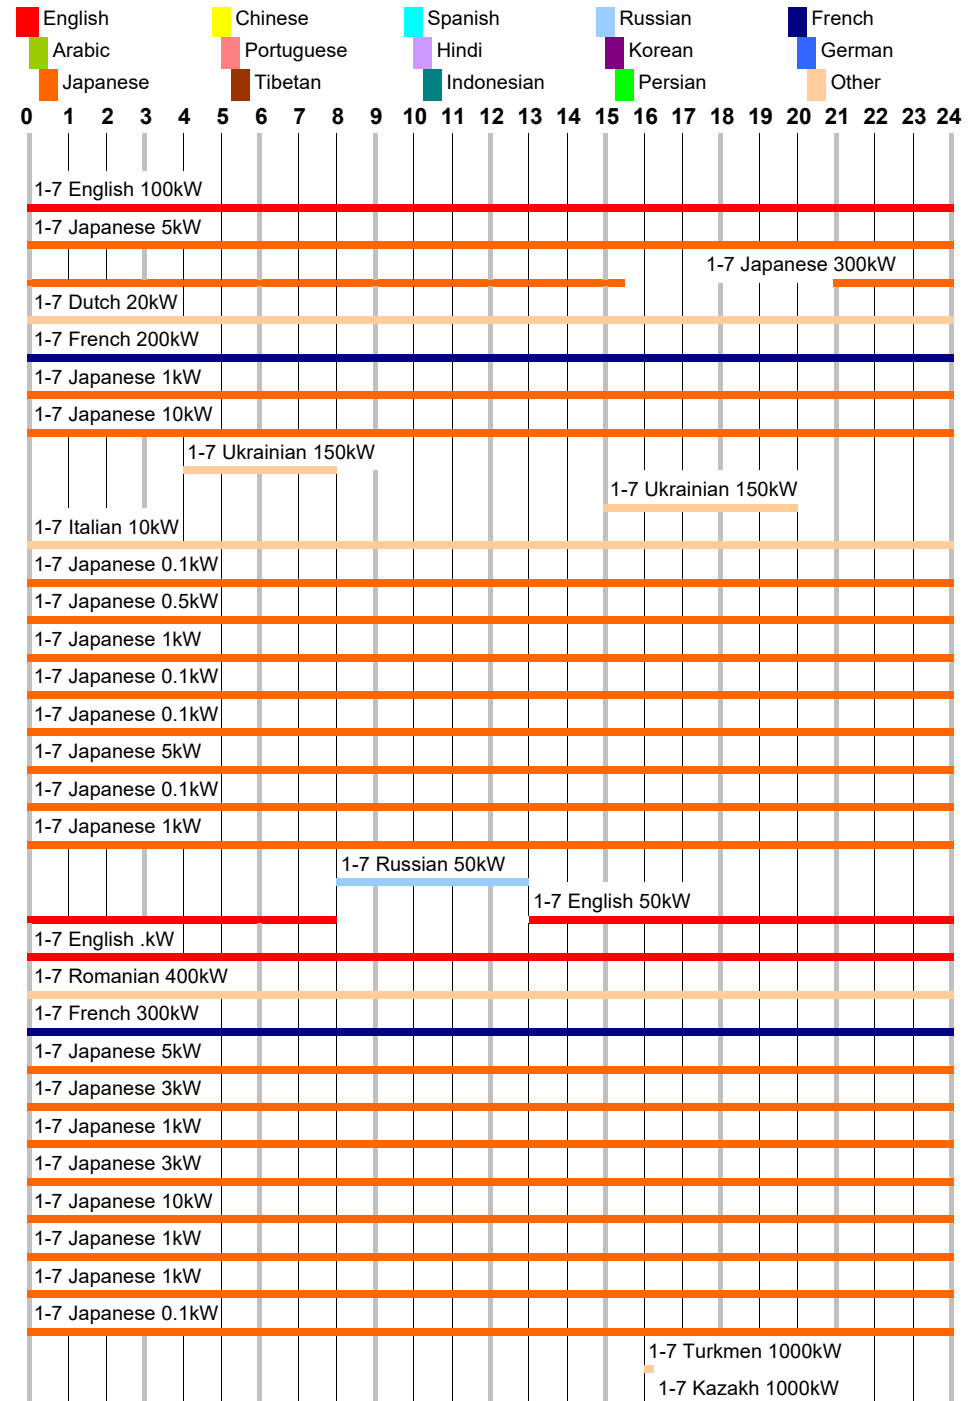 English Chinese Spanish Russian French
Arabic Portuguese Hindi Korean German
Japanese Tibetan Indonesian Persian Other
0 1 2 3 4 5 6 7 8 9 10 11 12 13 14 15 16 17 18 19 20 21 22 23 24
1-7 English 100kW
1-7 Japanese 5kW
1-7 Japanese 300kW
1-7 Dutch 20kW
1-7 French 200kW
1-7 Japanese 1kW
1-7 Japanese 10kW
1-7 Ukrainian 150kW
1-7 Ukrainian 150kW
1-7 Italian 10kW
1-7 Japanese 0.1kW
1-7 Japanese 0.5kW
1-7 Japanese 1kW
1-7 Japanese 0.1kW
1-7 Japanese 0.1kW
1-7 Japanese 5kW
1-7 Japanese 0.1kW
1-7 Japanese 1kW
1-7 Russian 50kW
1-7 English 50kW
1-7 English .kW
1-7 Romanian 400kW
1-7 French 300kW
1-7 Japanese 5kW
1-7 Japanese 3kW
1-7 Japanese 1kW
1-7 Japanese 3kW
1-7 Japanese 10kW
1-7 Japanese 1kW
1-7 Japanese 1kW
1-7 Japanese 0.1kW
1-7 Turkmen 1000kW
1-7 Kazakh 1000kW